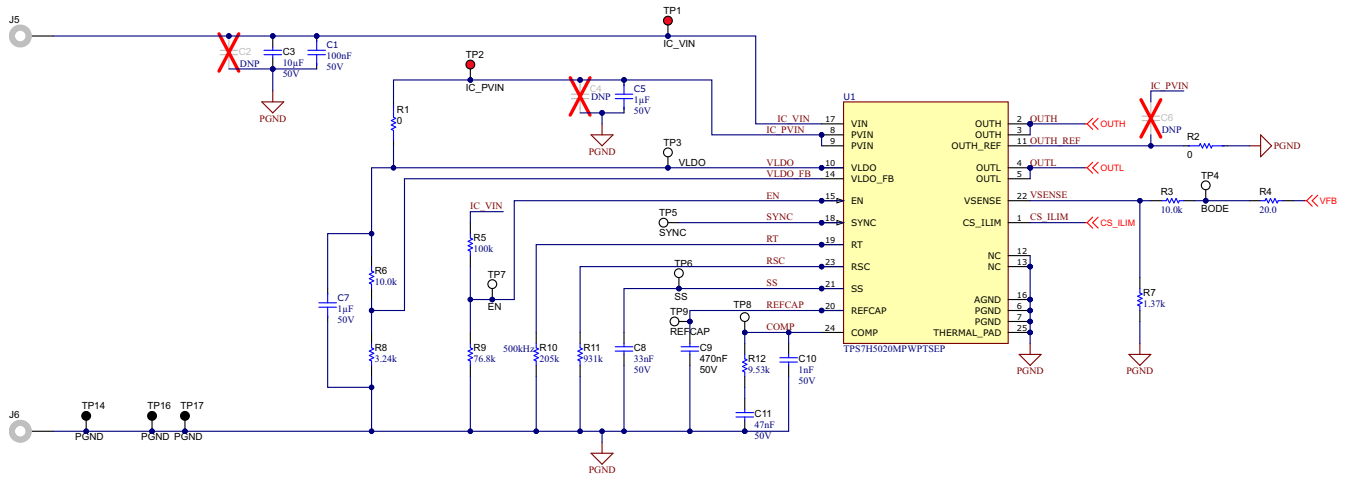 J5
TP1
IC_VIN
C2
DNP
C3
10µF
50V
C1
100nF
50V
PGND
TP2
IC_PVIN
C4
DNP
C5
1µF
50V
PGND
R1
0
TP3
VLDO
IC_VIN
IC_PVIN
VLDO
VLDO_FB
EN
SYNC
RT
RSC
SS
REFCAP
COMP
U1
17 VIN
8 PVIN
9 PVIN
10 VLDO
14 VLDO_FB
15 EN
18 SYNC
19 RT
23 RSC
21 SS
20 REFCAP
24 COMP
OUTH 2 OUTH
OUTH 3
OUTH_REF 11 OUTH_REF
OUTL 4 OUTL
OUTL 5
VSENSE 22 VSENSE
CS_ILIM 1 CS_ILIM
NC 12
NC 13
AGND 16
PGND 6
PGND 7
THERMAL_PAD 25
TPS7H5020MPWPTSEP
PGND
OUTH
OUTL
CS_ILIM
IC_PVIN
C6
DNP
R2
0
PGND
R3
10.0k
TP4
BODE
R4
20.0
VFB
R7
1.37k
PGND
TP5
SYNC
IC_VIN
R5
100k
TP7
EN
R6
10.0k
C7
1µF
50V
R8
3.24k
R9
76.8k
500kHz
R10
205k
R11
931k
TP6
SS
C8
33nF
50V
TP9
REFCAP
C9
470nF
50V
TP8
R12
9.53k
C10
1nF
50V
C11
47nF
50V
J6
TP14
PGND
TP16
PGND
TP17
PGND
PGND